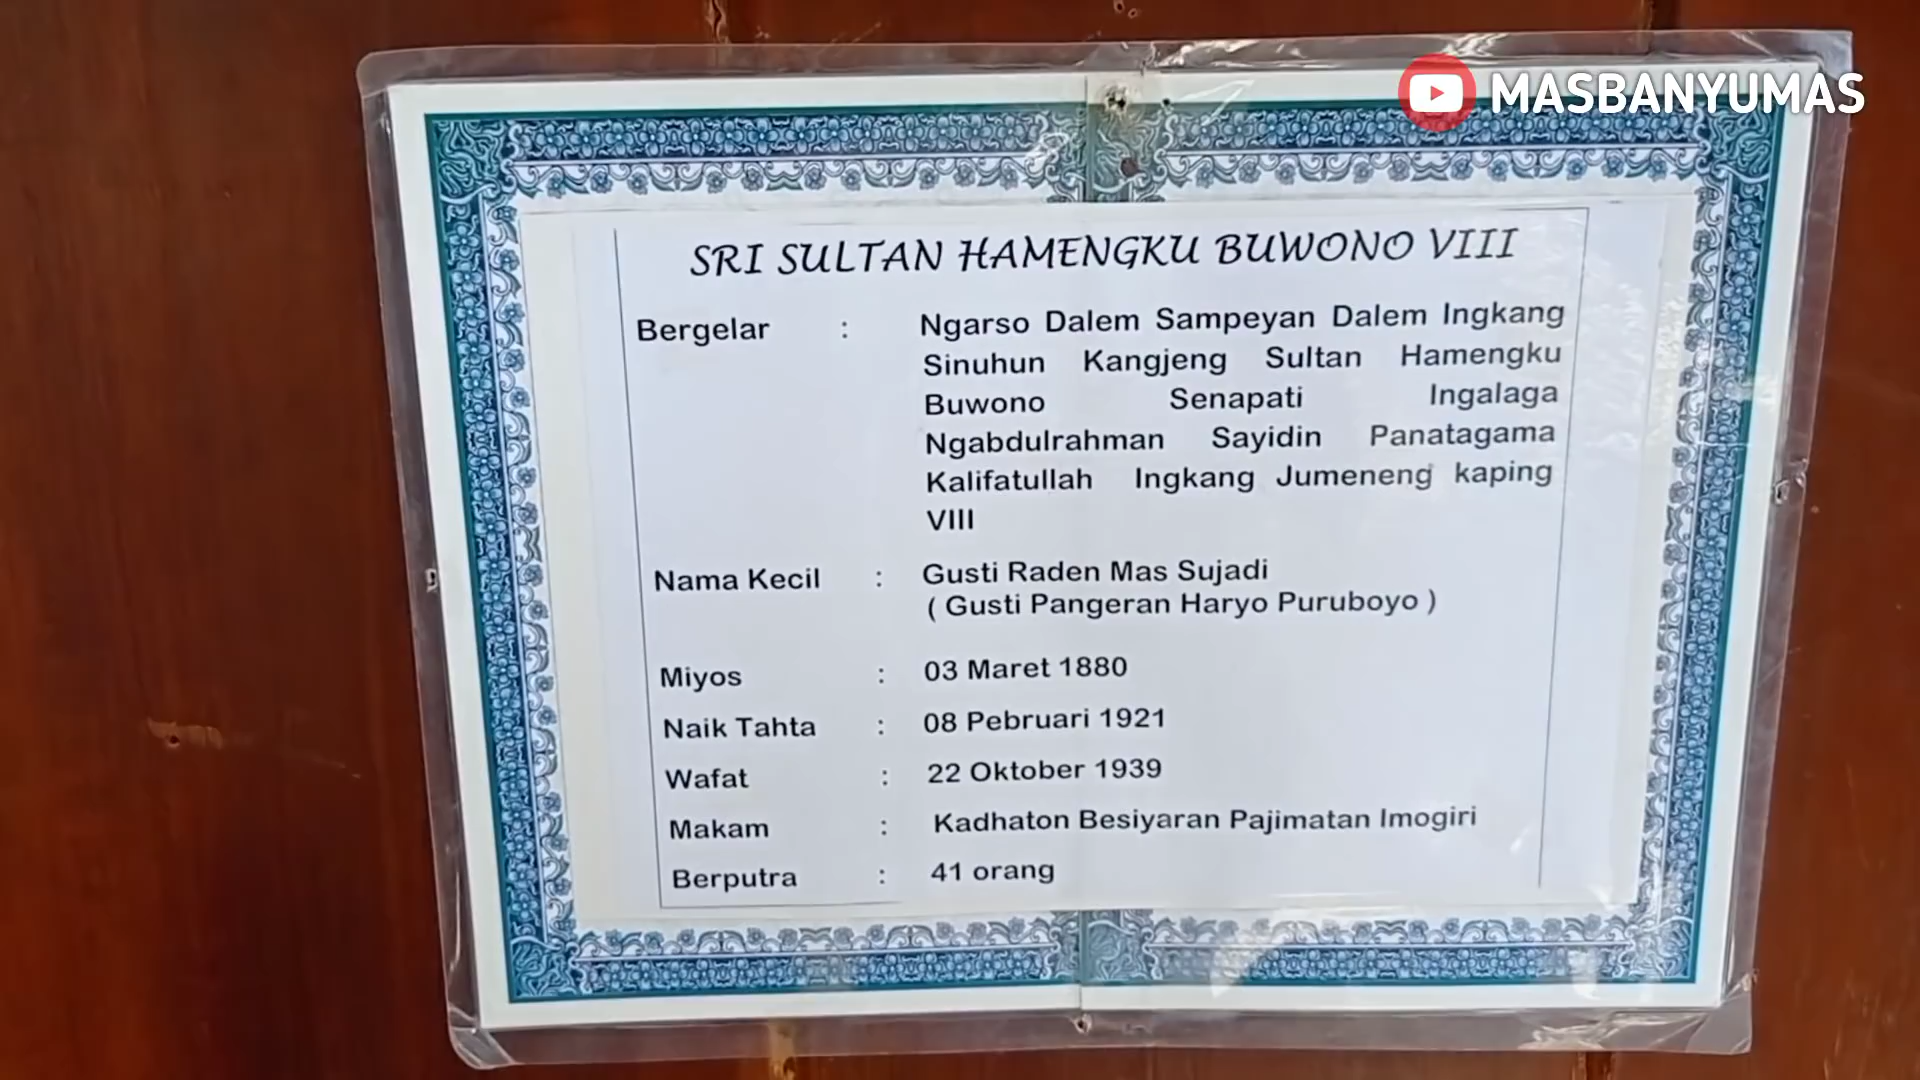 MASBANYUMAS
SRI SULTAN HAMENGKU BUWONO VIII
Bergelar : Ngarso Dalem Sampeyan Dalem Ingkang
Sinuhun Kangjeng Sultan Hamengku
Buwono Senapati Ingalaga
Ngabdulrahman Sayidin Panatagama
Kalifatullah Ingkang Jumeneng kaping
VIII
Nama Kecil : Gusti Raden Mas Sujadi
( Gusti Pangeran Haryo Puruboyo )
Miyos : 03 Maret 1880
Naik Tahta : 08 Pebruari 1921
Wafat : 22 Oktober 1939
Makam : Kadhaton Besiyaran Pajimatan Imogiri
Berputra : 41 orang